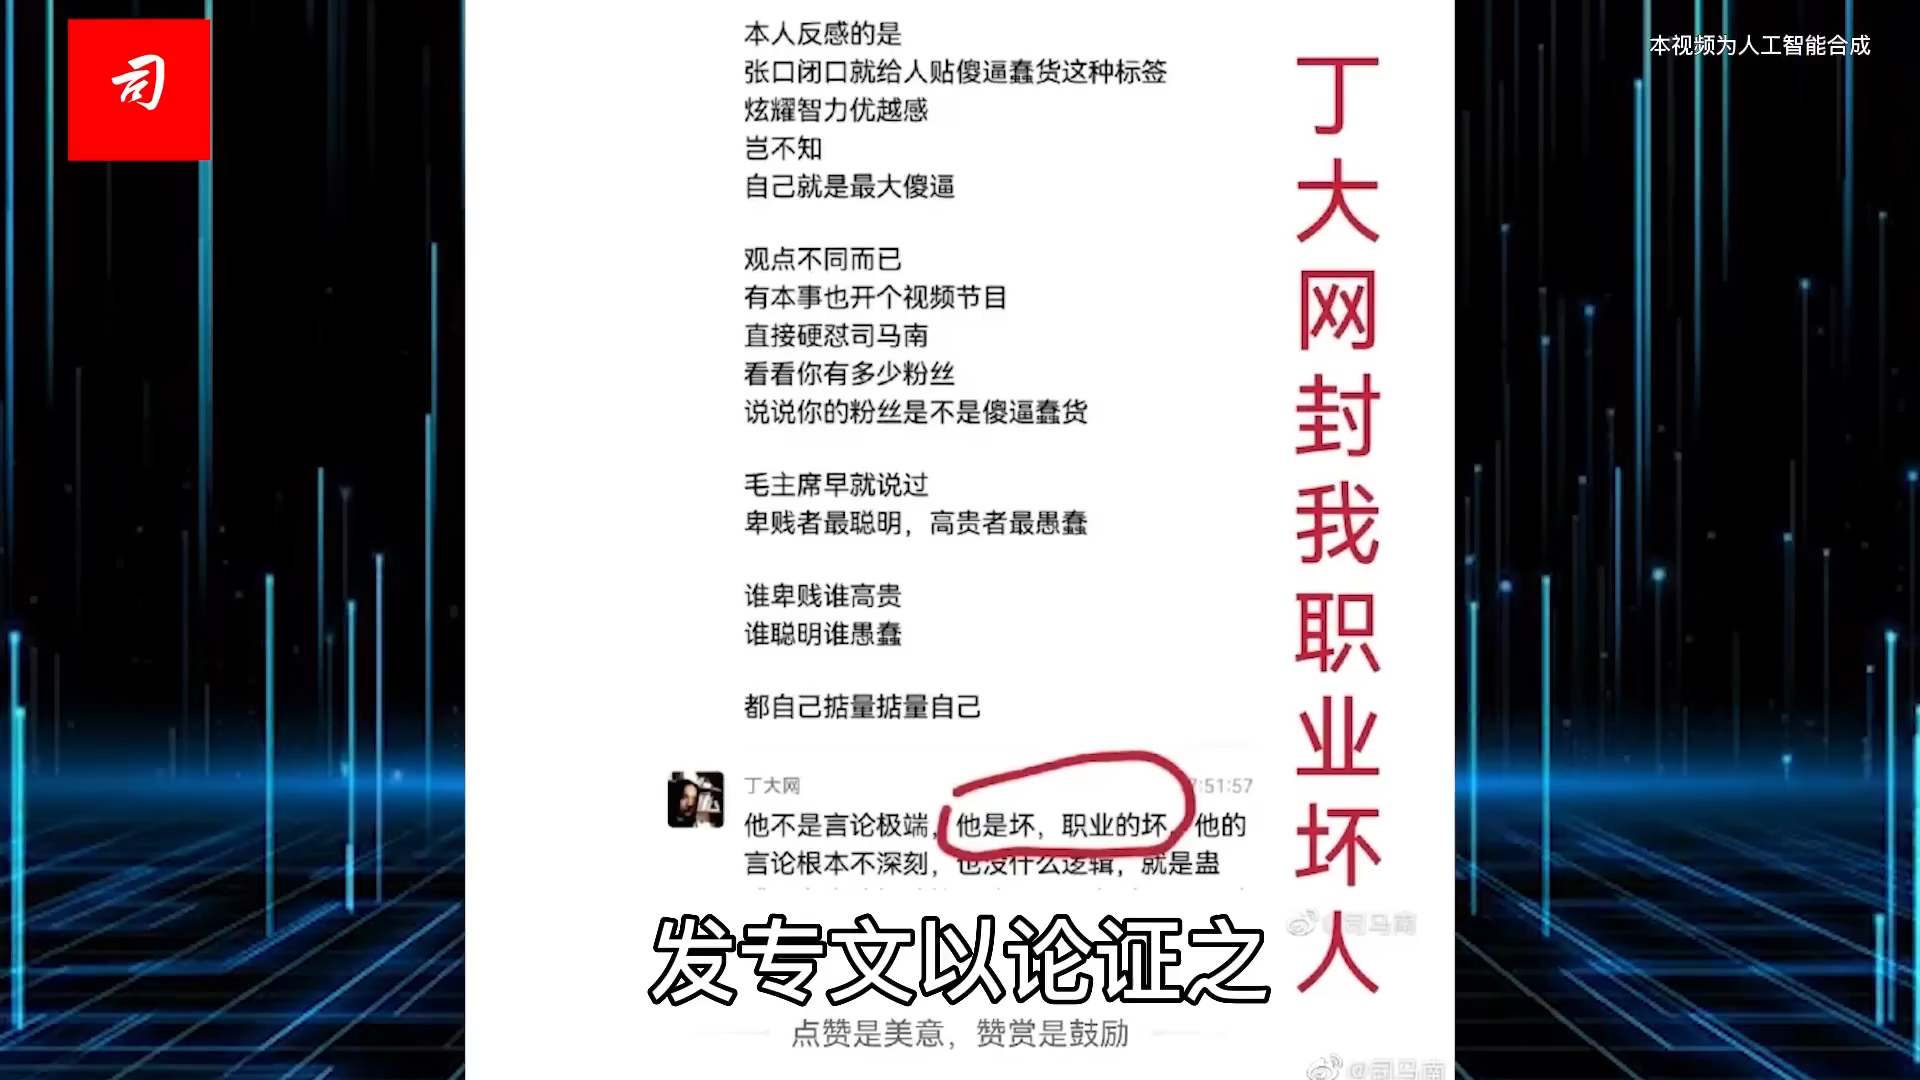 司
本视频为人工智能合成
本人反感的是
张口闭口就给人贴傻逼蠢货这种标签
炫耀智力优越感
岂不知
自己就是最大傻逼
观点不同而已
有本事也开个视频节目
直接硬怼司马南
看看你有多少粉丝
说说你的粉丝是不是傻逼蠢货
毛主席早就说过
卑贱者最聪明，高贵者最愚蠢
谁卑贱谁高贵
谁聪明谁愚蠢
都自己掂量掂量自己
丁大网
7:51:57
他不是言论极端，他是坏，职业的坏，他的
言论根本不深刻，也没什么逻辑，就是蛊
丁大网封我职业坏人
@司马南
发专文以论证之
点赞是美意，赞赏是鼓励
@司马南